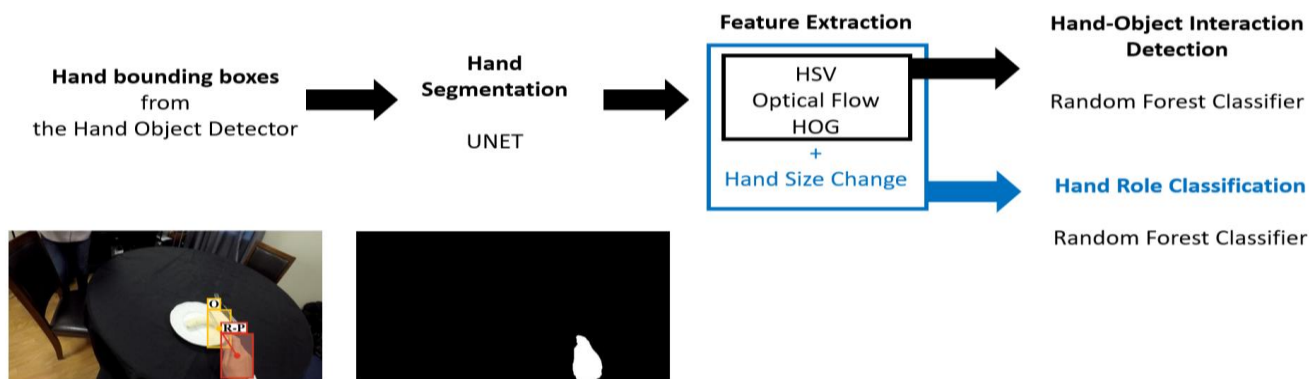 Hand bounding boxes
from
the Hand Object Detector
Hand
Segmentation
UNET
Feature Extraction
HSV
Optical Flow
HOG
+
Hand Size Change
Hand-Object Interaction
Detection
Random Forest Classifier
Hand Role Classification
Random Forest Classifier
O
R-P